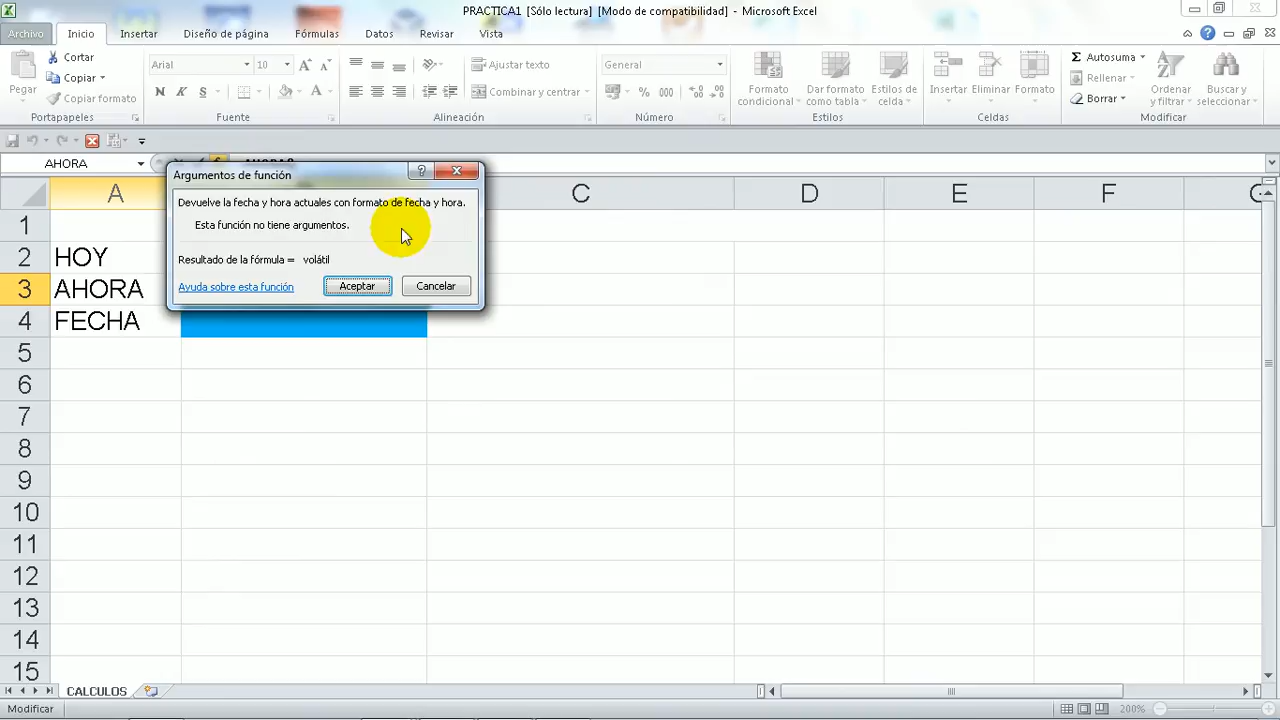 PRACTICA1 [Sólo lectura] [Modo de compatibilidad] - Microsoft Excel
Archivo Inicio Insertar Diseño de página Fórmulas Datos Revisar Vista
Pegar
Cortar
Copiar
Copiar formato
Portapapeles
Arial 10
N K S
Fuente
Ajustar texto
Combinar y centrar
Alineación
General
% 000
Número
Formato condicional
Dar formato como tabla
Estilos de celda
Estilos
Insertar
Eliminar
Formato
Celdas
Σ Autosuma
Rellenar
Borrar
Ordenar y filtrar
Buscar y seleccionar
Modificar
AHORA
Argumentos de función
Devuelve la fecha y hora actuales con formato de fecha y hora.
Esta función no tiene argumentos.
Resultado de la fórmula = volátil
Ayuda sobre esta función
Aceptar
Cancelar
A C D E F
1
2 HOY
3 AHORA
4 FECHA
5
6
7
8
9
10
11
12
13
14
15
CALCULOS
Modificar
200%